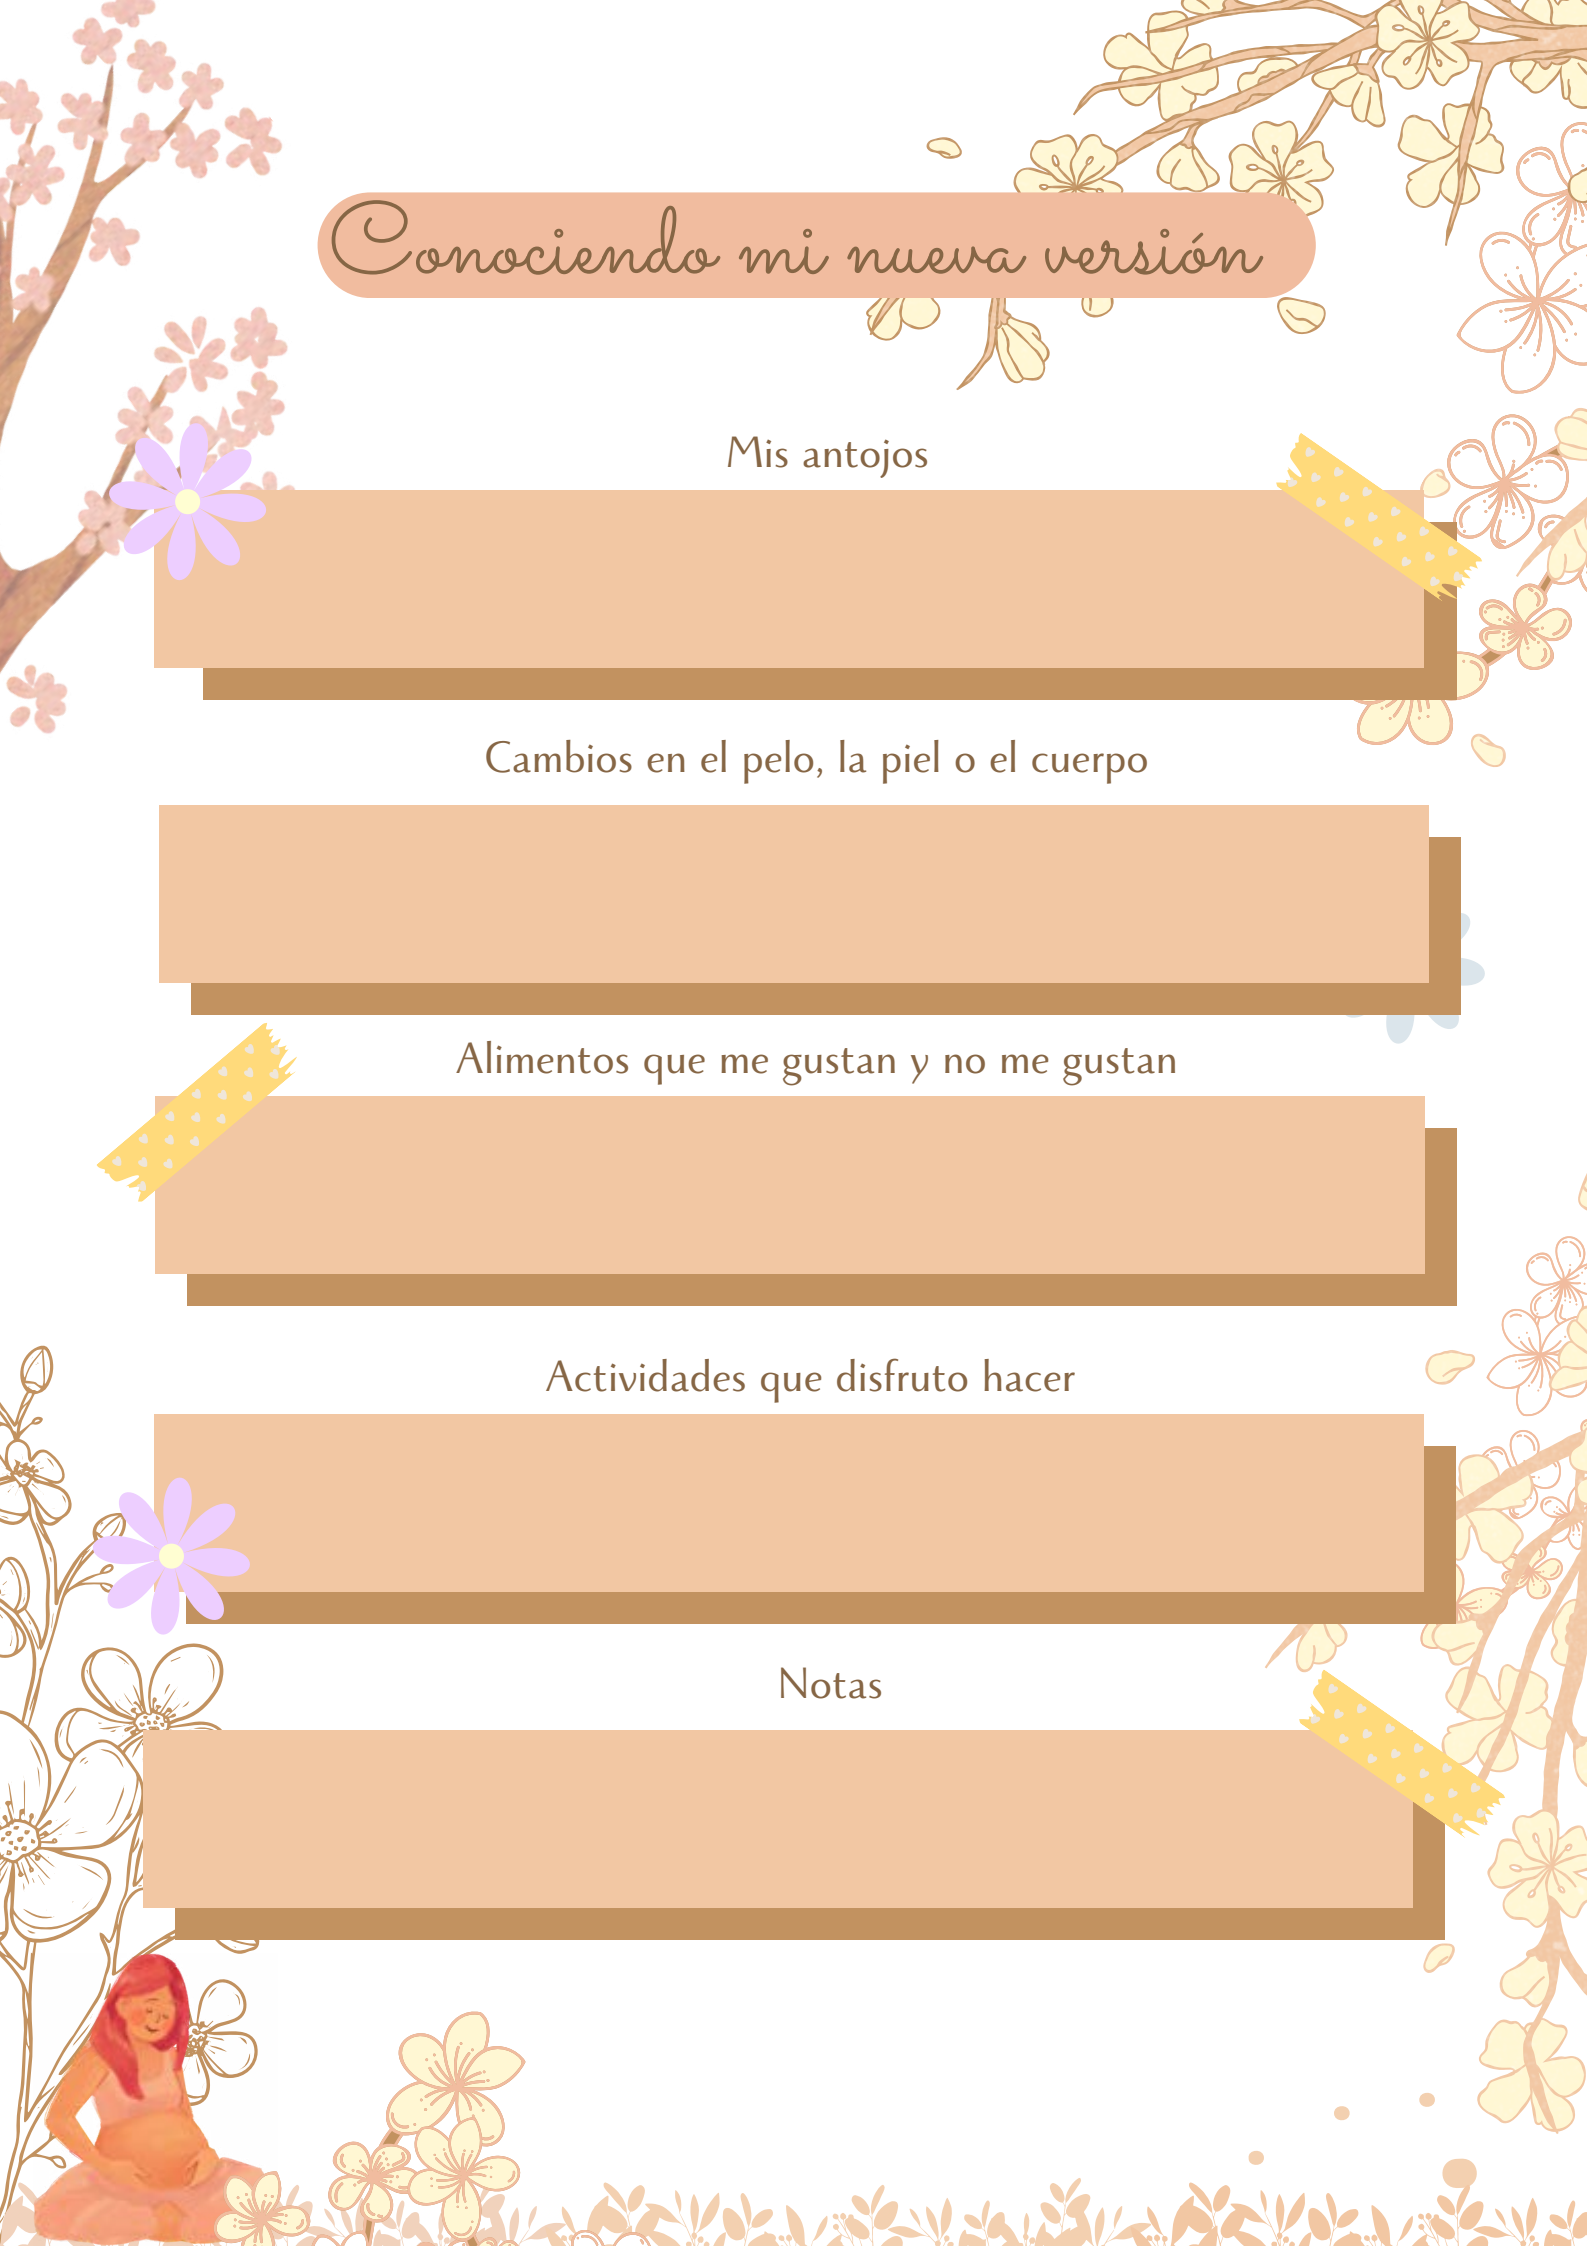 Conociendo mi nueva versión
Mis antojos
Cambios en el pelo, la piel o el cuerpo
Alimentos que me gustan y no me gustan
Actividades que disfruto hacer
Notas